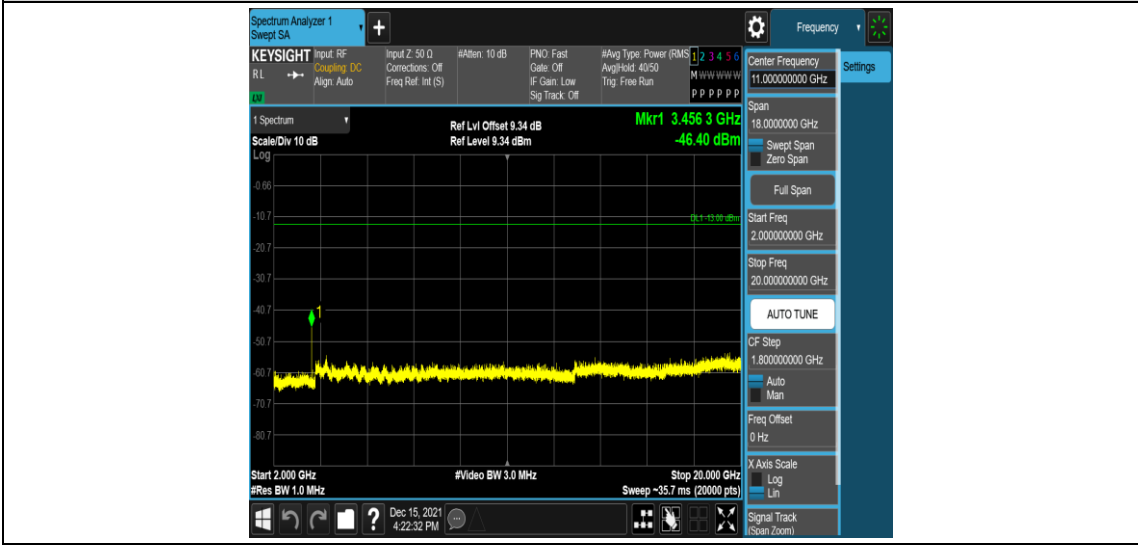 Spectrum Analyzer 1
Swept SA
+
Frequency
KEYSIGHT
RL
LM
Input: RF
Coupling: DC
Align: Auto
Input Z: 50 Ω
Corrections: Off
Freq Ref: Int (S)
#Atten: 10 dB
PNO: Fast
Gate: Off
IF Gain: Low
Sig Track: Off
#Avg Type: Power (RMS
Avg|Hold: 40/50
Trig: Free Run
1 2 3 4 5 6
M W W W W W
P P P P P P
1 Spectrum
Scale/Div 10 dB
Log
Ref Lvl Offset 9.34 dB
Ref Level 9.34 dBm
Mkr1 3.456 3 GHz
-46.40 dBm
-0.66
-10.7
DL1 -13.00 dBm
-20.7
-30.7
-40.7
1
-50.7
-60.7
-70.7
-80.7
Start 2.000 GHz
#Video BW 3.0 MHz
Stop 20.000 GHz
#Res BW 1.0 MHz
Sweep ~35.7 ms (20000 pts)
?
Dec 15, 2021
4:22:32 PM
Center Frequency
11.000000000 GHz
Settings
Span
18.0000000 GHz
Swept Span
Zero Span
Full Span
Start Freq
2.000000000 GHz
Stop Freq
20.000000000 GHz
AUTO TUNE
CF Step
1.800000000 GHz
Auto
Man
Freq Offset
0 Hz
X Axis Scale
Log
Lin
Signal Track
(Span Zoom)